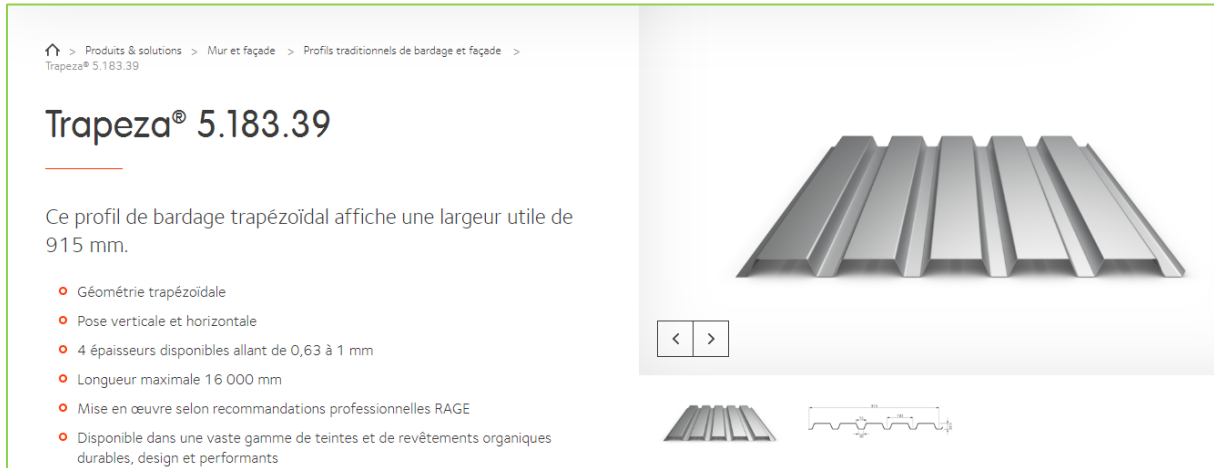 > Produits & solutions > Mur et façade > Profils traditionnels de bardage et façade >
Trapeza® 5.183.39
Trapeza® 5.183.39
Ce profil de bardage trapézoïdal affiche une largeur utile de
915 mm.
Géométrie trapézoïdale
Pose verticale et horizontale
4 épaisseurs disponibles allant de 0,63 à 1 mm
Longueur maximale 16 000 mm
Mise en œuvre selon recommandations professionnelles RAGE
Disponible dans une vaste gamme de teintes et de revêtements organiques
durables, design et performants
915
183